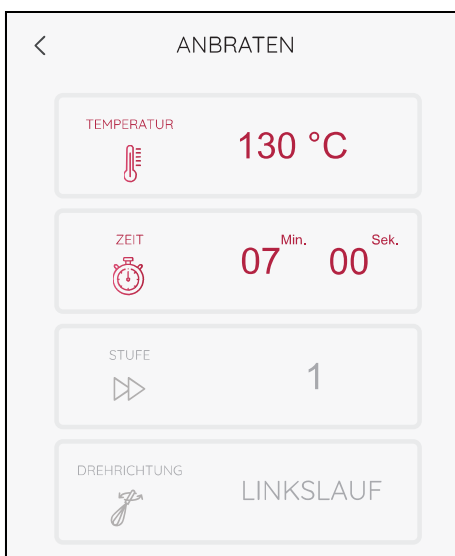 ANBRATEN
TEMPERATUR
130 °C
ZEIT
07 Min. 00 Sek.
STUFE
1
DREHRICHTUNG
LINKSLAUF